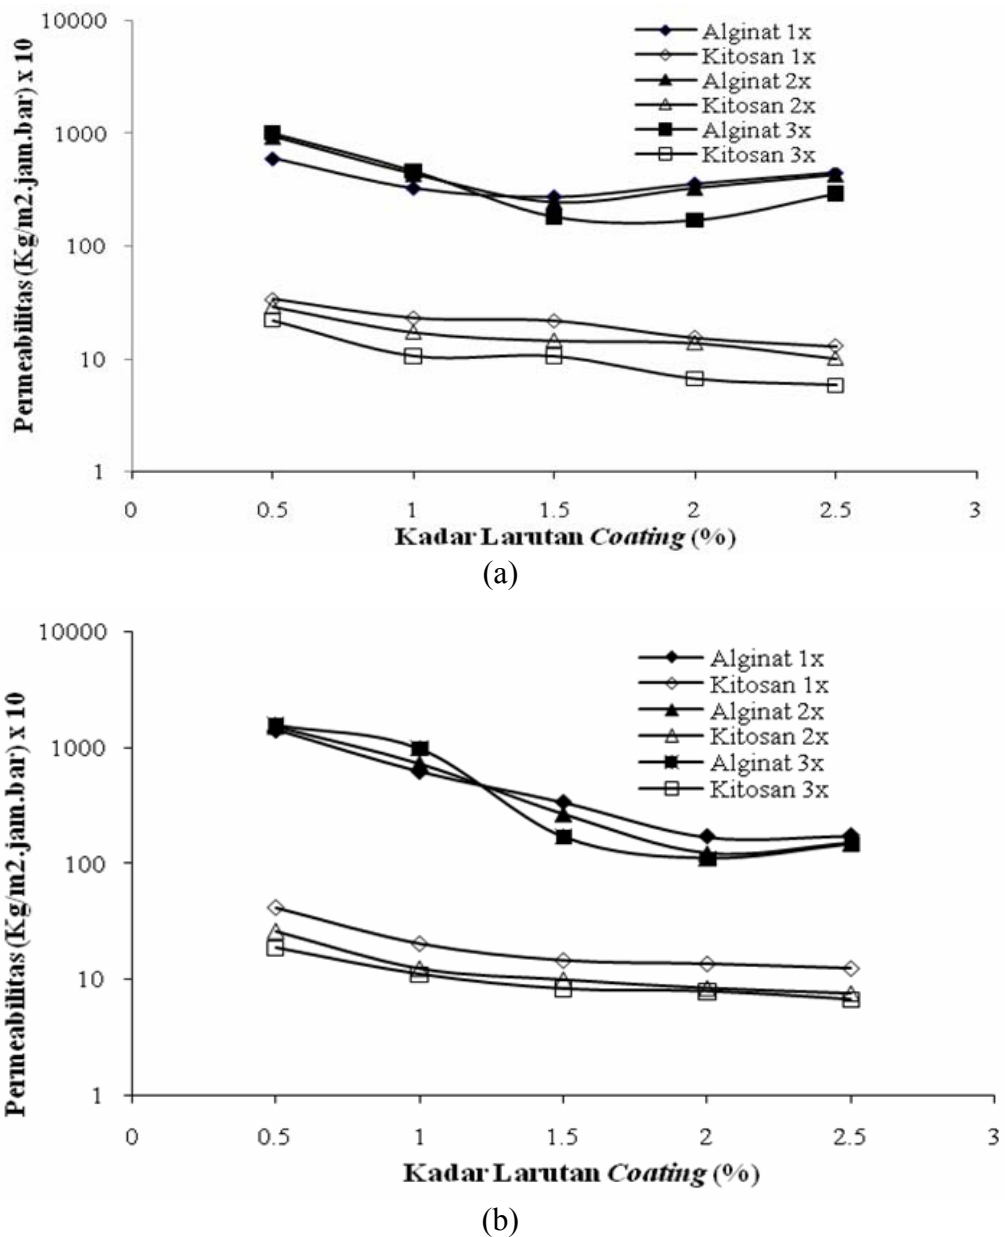 10000
1000
100
10
1
Permeabilitas (Kg/m2.jam.bar) x 10
Alginat 1x
Kitosan 1x
Alginat 2x
Kitosan 2x
Alginat 3x
Kitosan 3x
0 0.5 1 1.5 2 2.5 3
Kadar Larutan Coating (%)
(a)
10000
1000
100
10
1
Permeabilitas (Kg/m2.jam.bar) x 10
Alginat 1x
Kitosan 1x
Alginat 2x
Kitosan 2x
Alginat 3x
Kitosan 3x
0 0.5 1 1.5 2 2.5 3
Kadar Larutan Coating (%)
(b)